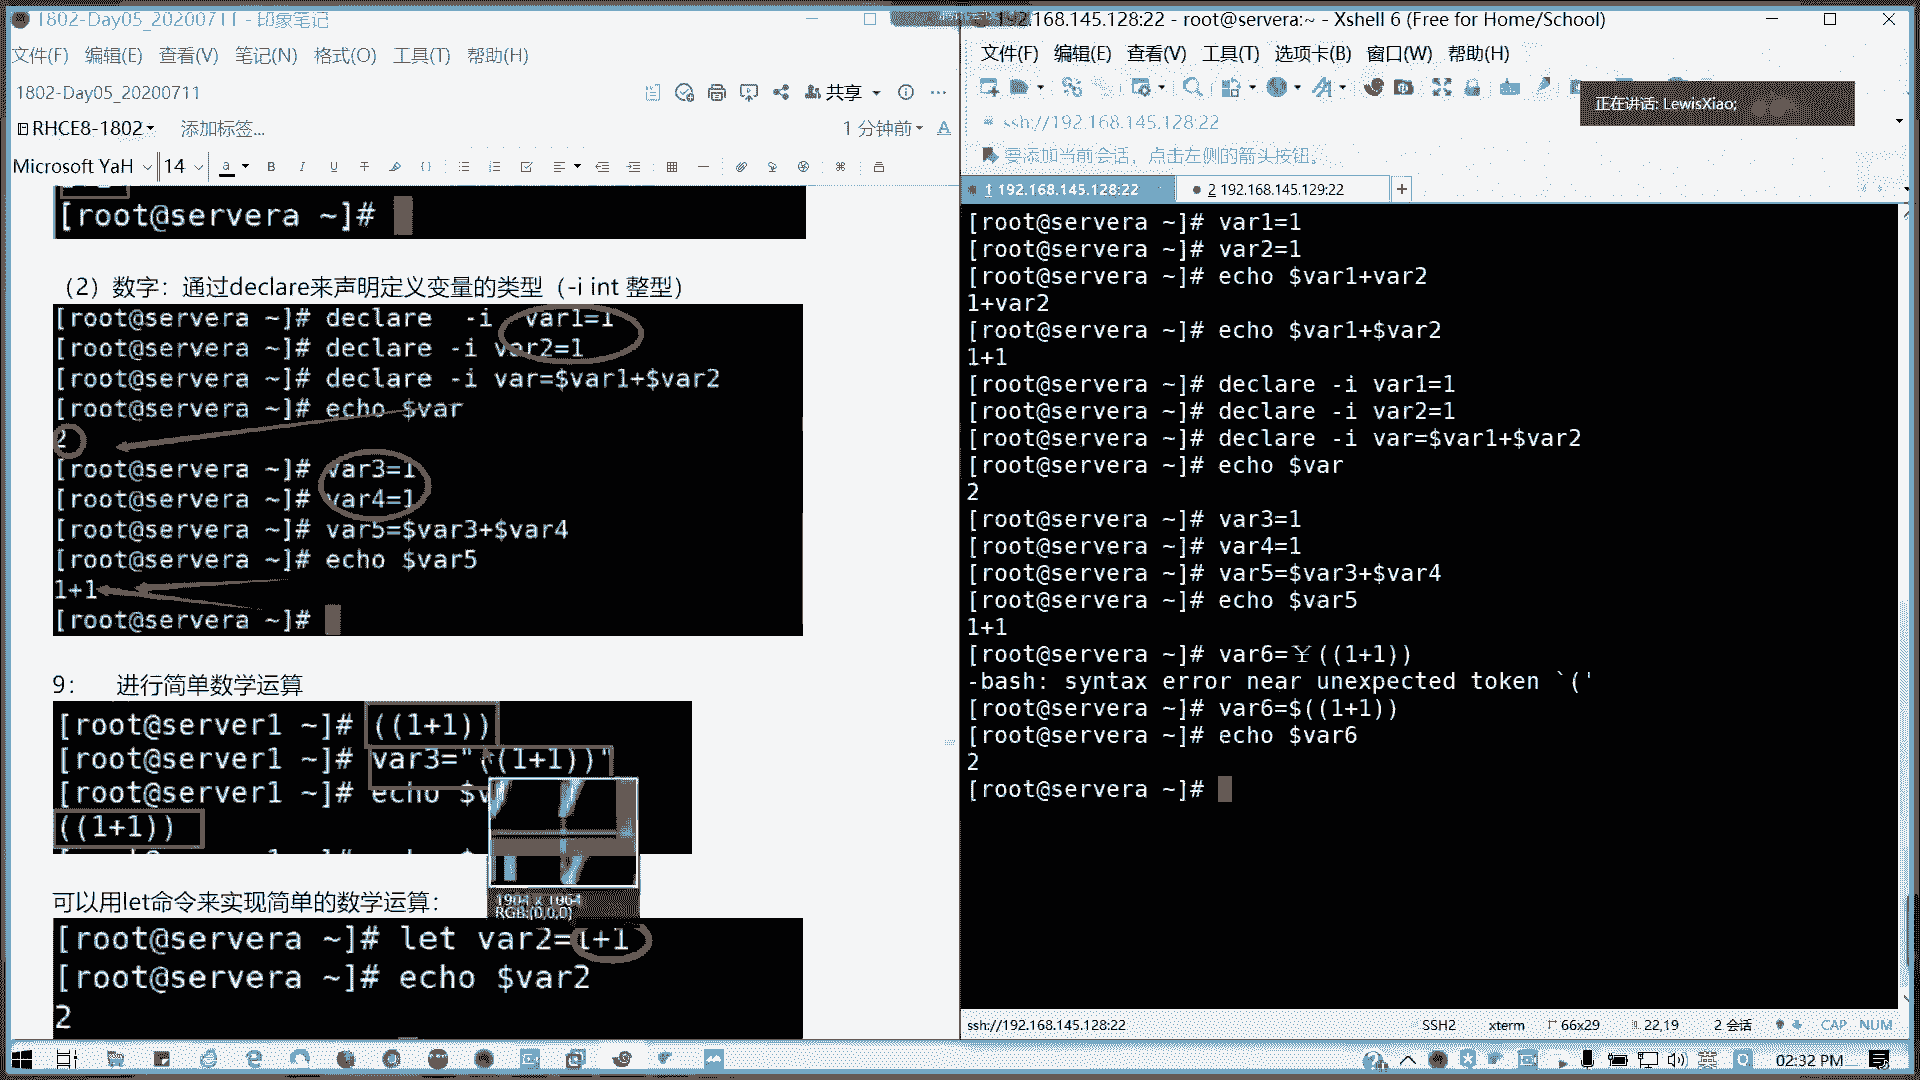 1802-Day05_20200711 - 印象笔记
文件(F) 编辑(E) 查看(V) 笔记(N) 格式(O) 工具(T) 帮助(H)
1802-Day05_20200711
共享
RHCE8-1802
添加标签...
1 分钟前
Microsoft YaH 14
[root@servera ~]#
（2）数字：通过declare来声明定义变量的类型（-i int 整型）
[root@servera ~]# declare  -i  var1=1
[root@servera ~]# declare -i var2=1
[root@servera ~]# declare -i var=$var1+$var2
[root@servera ~]# echo $var
2
[root@servera ~]# var3=1
[root@servera ~]# var4=1
[root@servera ~]# var5=$var3+$var4
[root@servera ~]# echo $var5
1+1
[root@servera ~]#
9： 进行简单数学运算
[root@server1 ~]# ((1+1))
[root@server1 ~]# var3="((1+1))"
[root@server1 ~]# echo $v
((1+1))
1904 x 1064
RGB:(0,0,0)
可以用let命令来实现简单的数学运算：
[root@servera ~]# let var2=1+1
[root@servera ~]# echo $var2
2
192.168.145.128:22 - root@servera:~ - Xshell 6 (Free for Home/School)
文件(F) 编辑(E) 查看(V) 工具(T) 选项卡(B) 窗口(W) 帮助(H)
正在讲话: LewisXiao;
ssh://192.168.145.128:22
要添加当前会话，点击左侧的箭头按钮。
1 192.168.145.128:22
2 192.168.145.129:22
[root@servera ~]# var1=1
[root@servera ~]# var2=1
[root@servera ~]# echo $var1+var2
1+var2
[root@servera ~]# echo $var1+$var2
1+1
[root@servera ~]# declare -i var1=1
[root@servera ~]# declare -i var2=1
[root@servera ~]# declare -i var=$var1+$var2
[root@servera ~]# echo $var
2
[root@servera ~]# var3=1
[root@servera ~]# var4=1
[root@servera ~]# var5=$var3+$var4
[root@servera ~]# echo $var5
1+1
[root@servera ~]# var6=￥((1+1))
-bash: syntax error near unexpected token `('
[root@servera ~]# var6=$((1+1))
[root@servera ~]# echo $var6
2
[root@servera ~]#
ssh://192.168.145.128:22
SSH2 xterm 66x29 22,19 2 会话 CAP NUM
英
02:32 PM